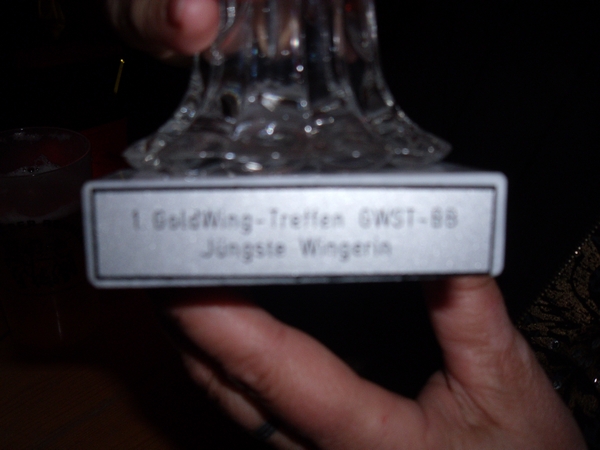 1. GoldWing-Treffen GWST-BB
Jüngste Wingerin